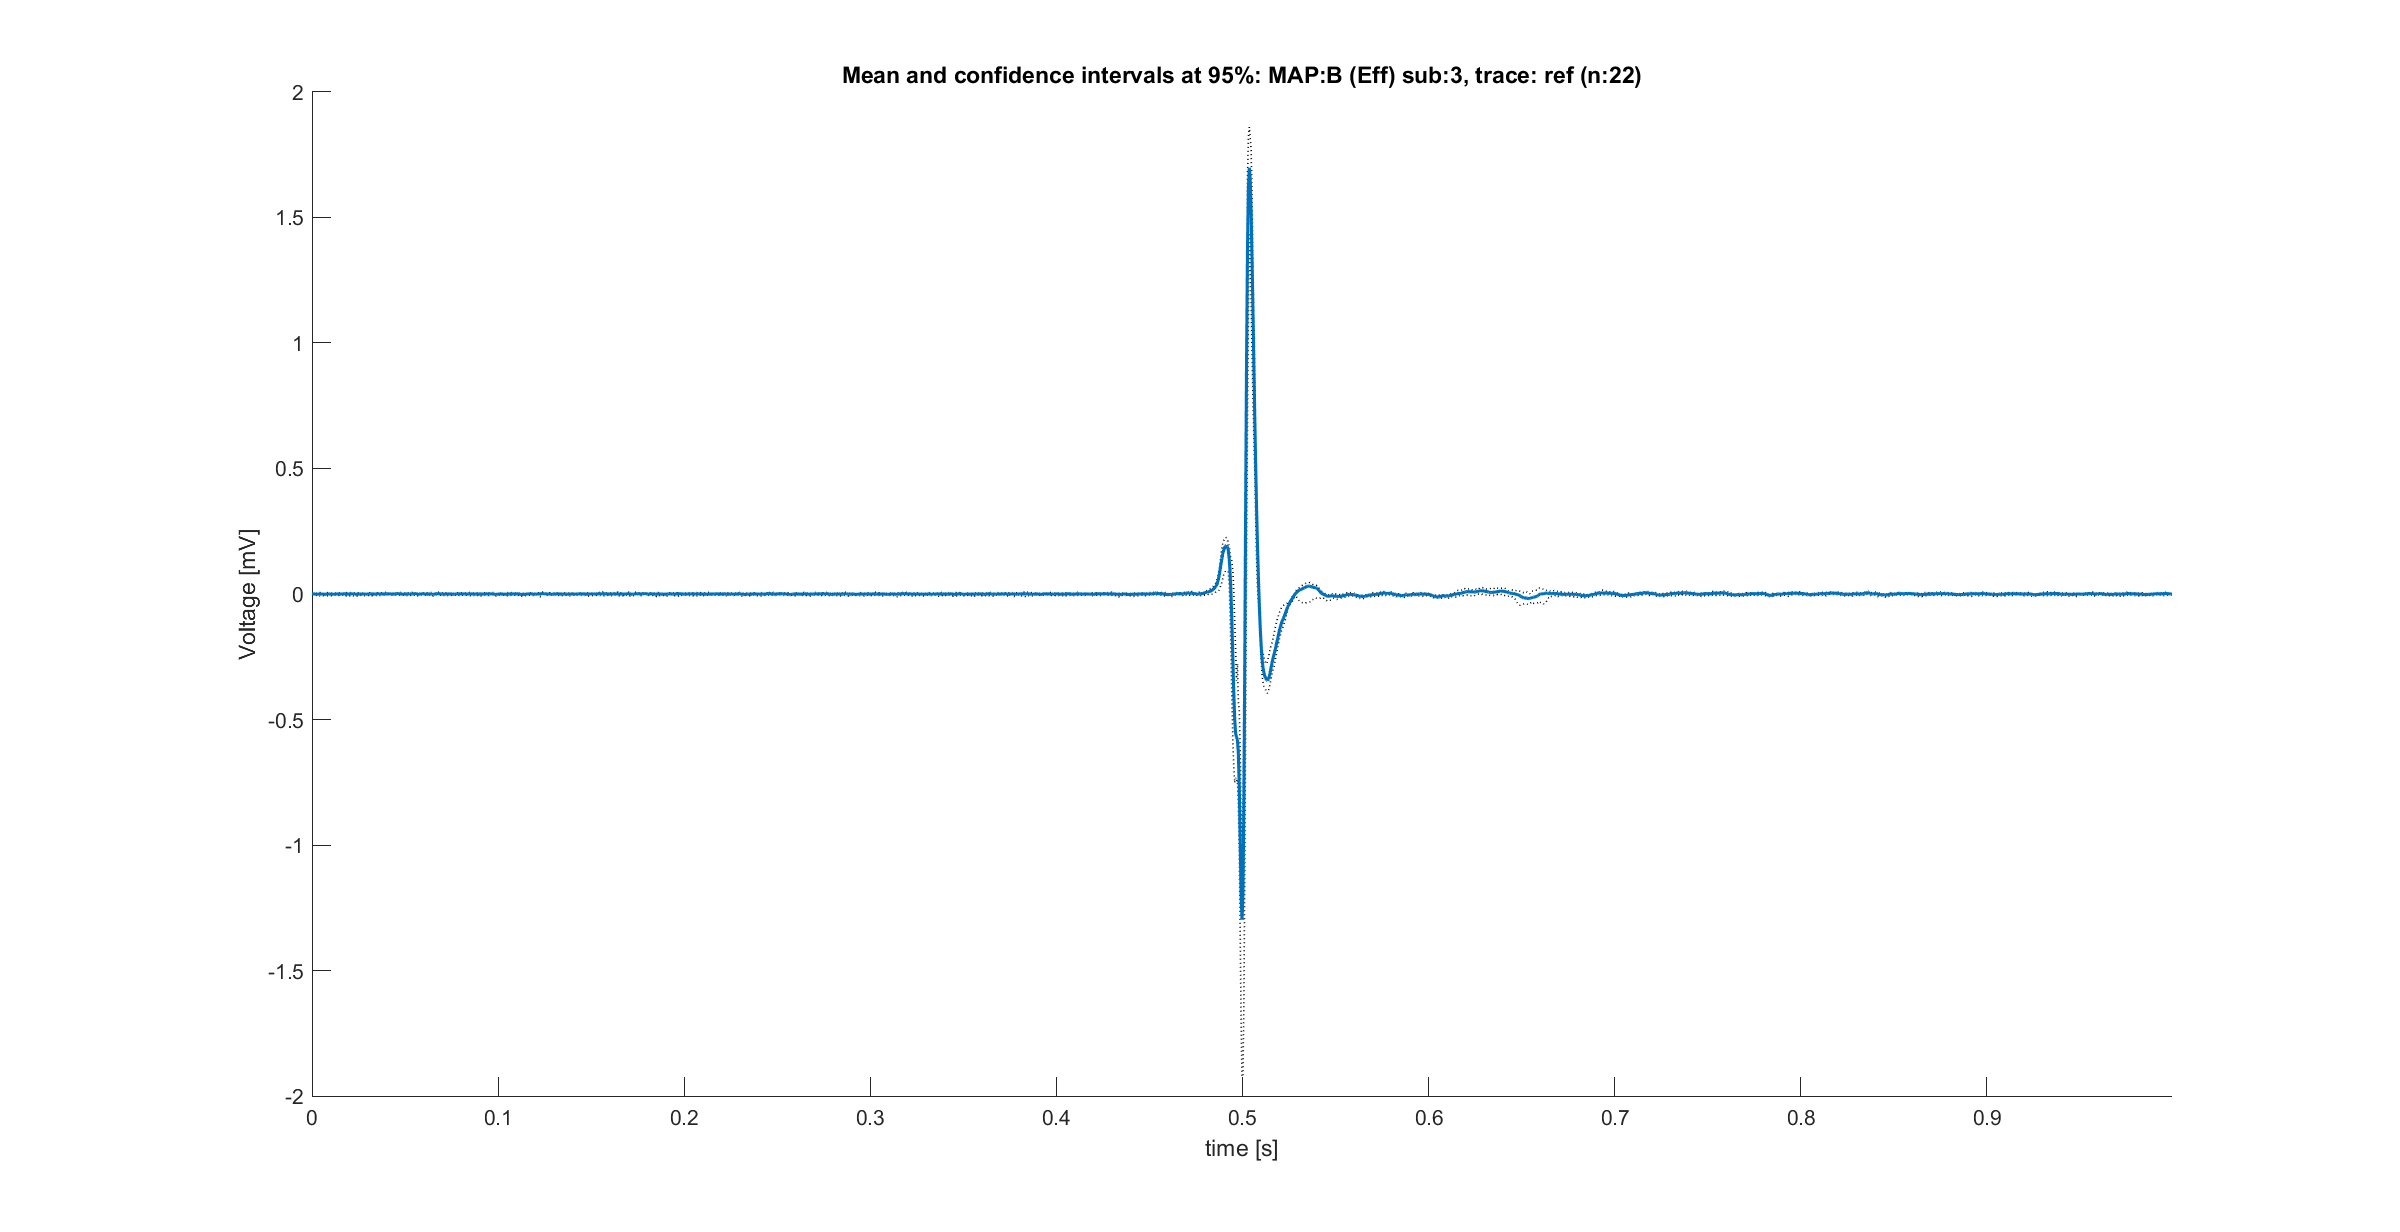 Mean and confidence intervals at 95%: MAP:B (Eff) sub:3, trace: ref (n:22)
2
1.5
1
0.5
0
-0.5
-1
-1.5
-2
Voltage [mV]
0 0.1 0.2 0.3 0.4 0.5 0.6 0.7 0.8 0.9
time [s]